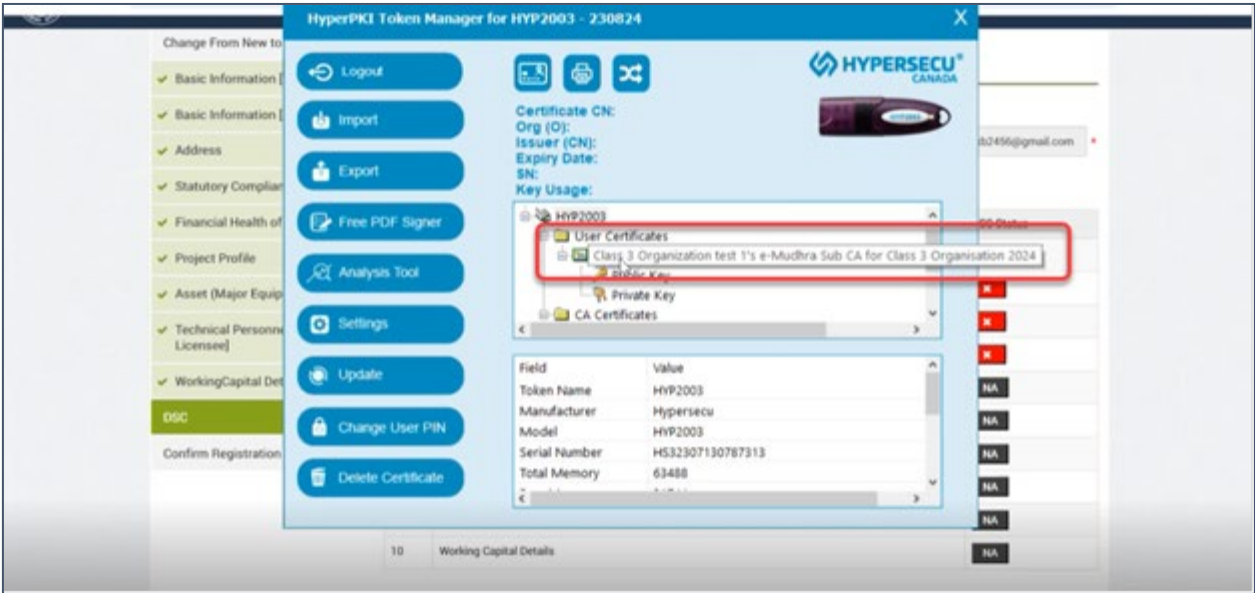 HyperPKI Token Manager for HYP2003 - 230824
X
Change From New to
Basic Information [
Basic Information [
Address
Statutory Complian
Financial Health of
Project Profile
Asset (Major Equip
Technical Personne
Licensee]
WorkingCapital Det
DSC
Confirm Registration
Logout
Import
Export
Free PDF Signer
Analysis Tool
Settings
Update
Change User PIN
Delete Certificate
HYPERSECU
CANADA
Certificate CN:
Org (O):
Issuer (CN):
Expiry Date:
SN:
Key Usage:
HYP2003
User Certificates
Class 3 Organization test 1's e-Mudhra Sub CA for Class 3 Organisation 2024
Public Key
Private Key
CA Certificates
Field Value
Token Name HYP2003
Manufacturer Hypersecu
Model HYP2003
Serial Number HS32307130787313
Total Memory 63488
b2456@gmail.com *
Status
NA
NA
NA
NA
NA
10 Working Capital Details NA